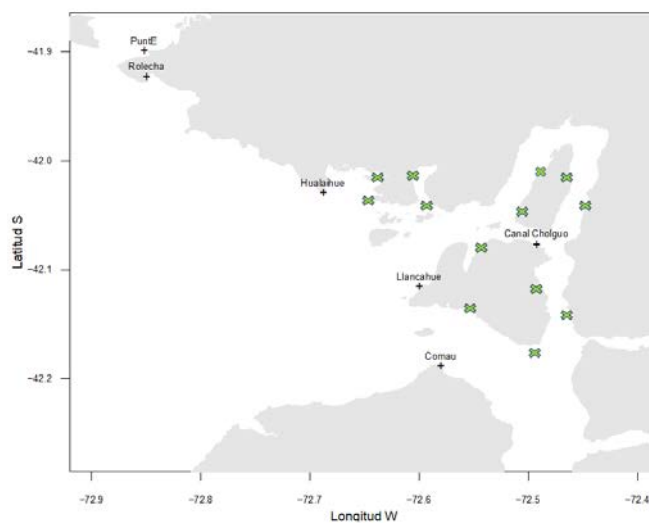 PuntE
−41.9
Rolecha
−42.0
Hualaihue
Canal Cholguo
−42.1
Llancahue
Comau
−42.2
−72.9 −72.8 −72.7 −72.6 −72.5 −72.4
Latitud S
Longitud W